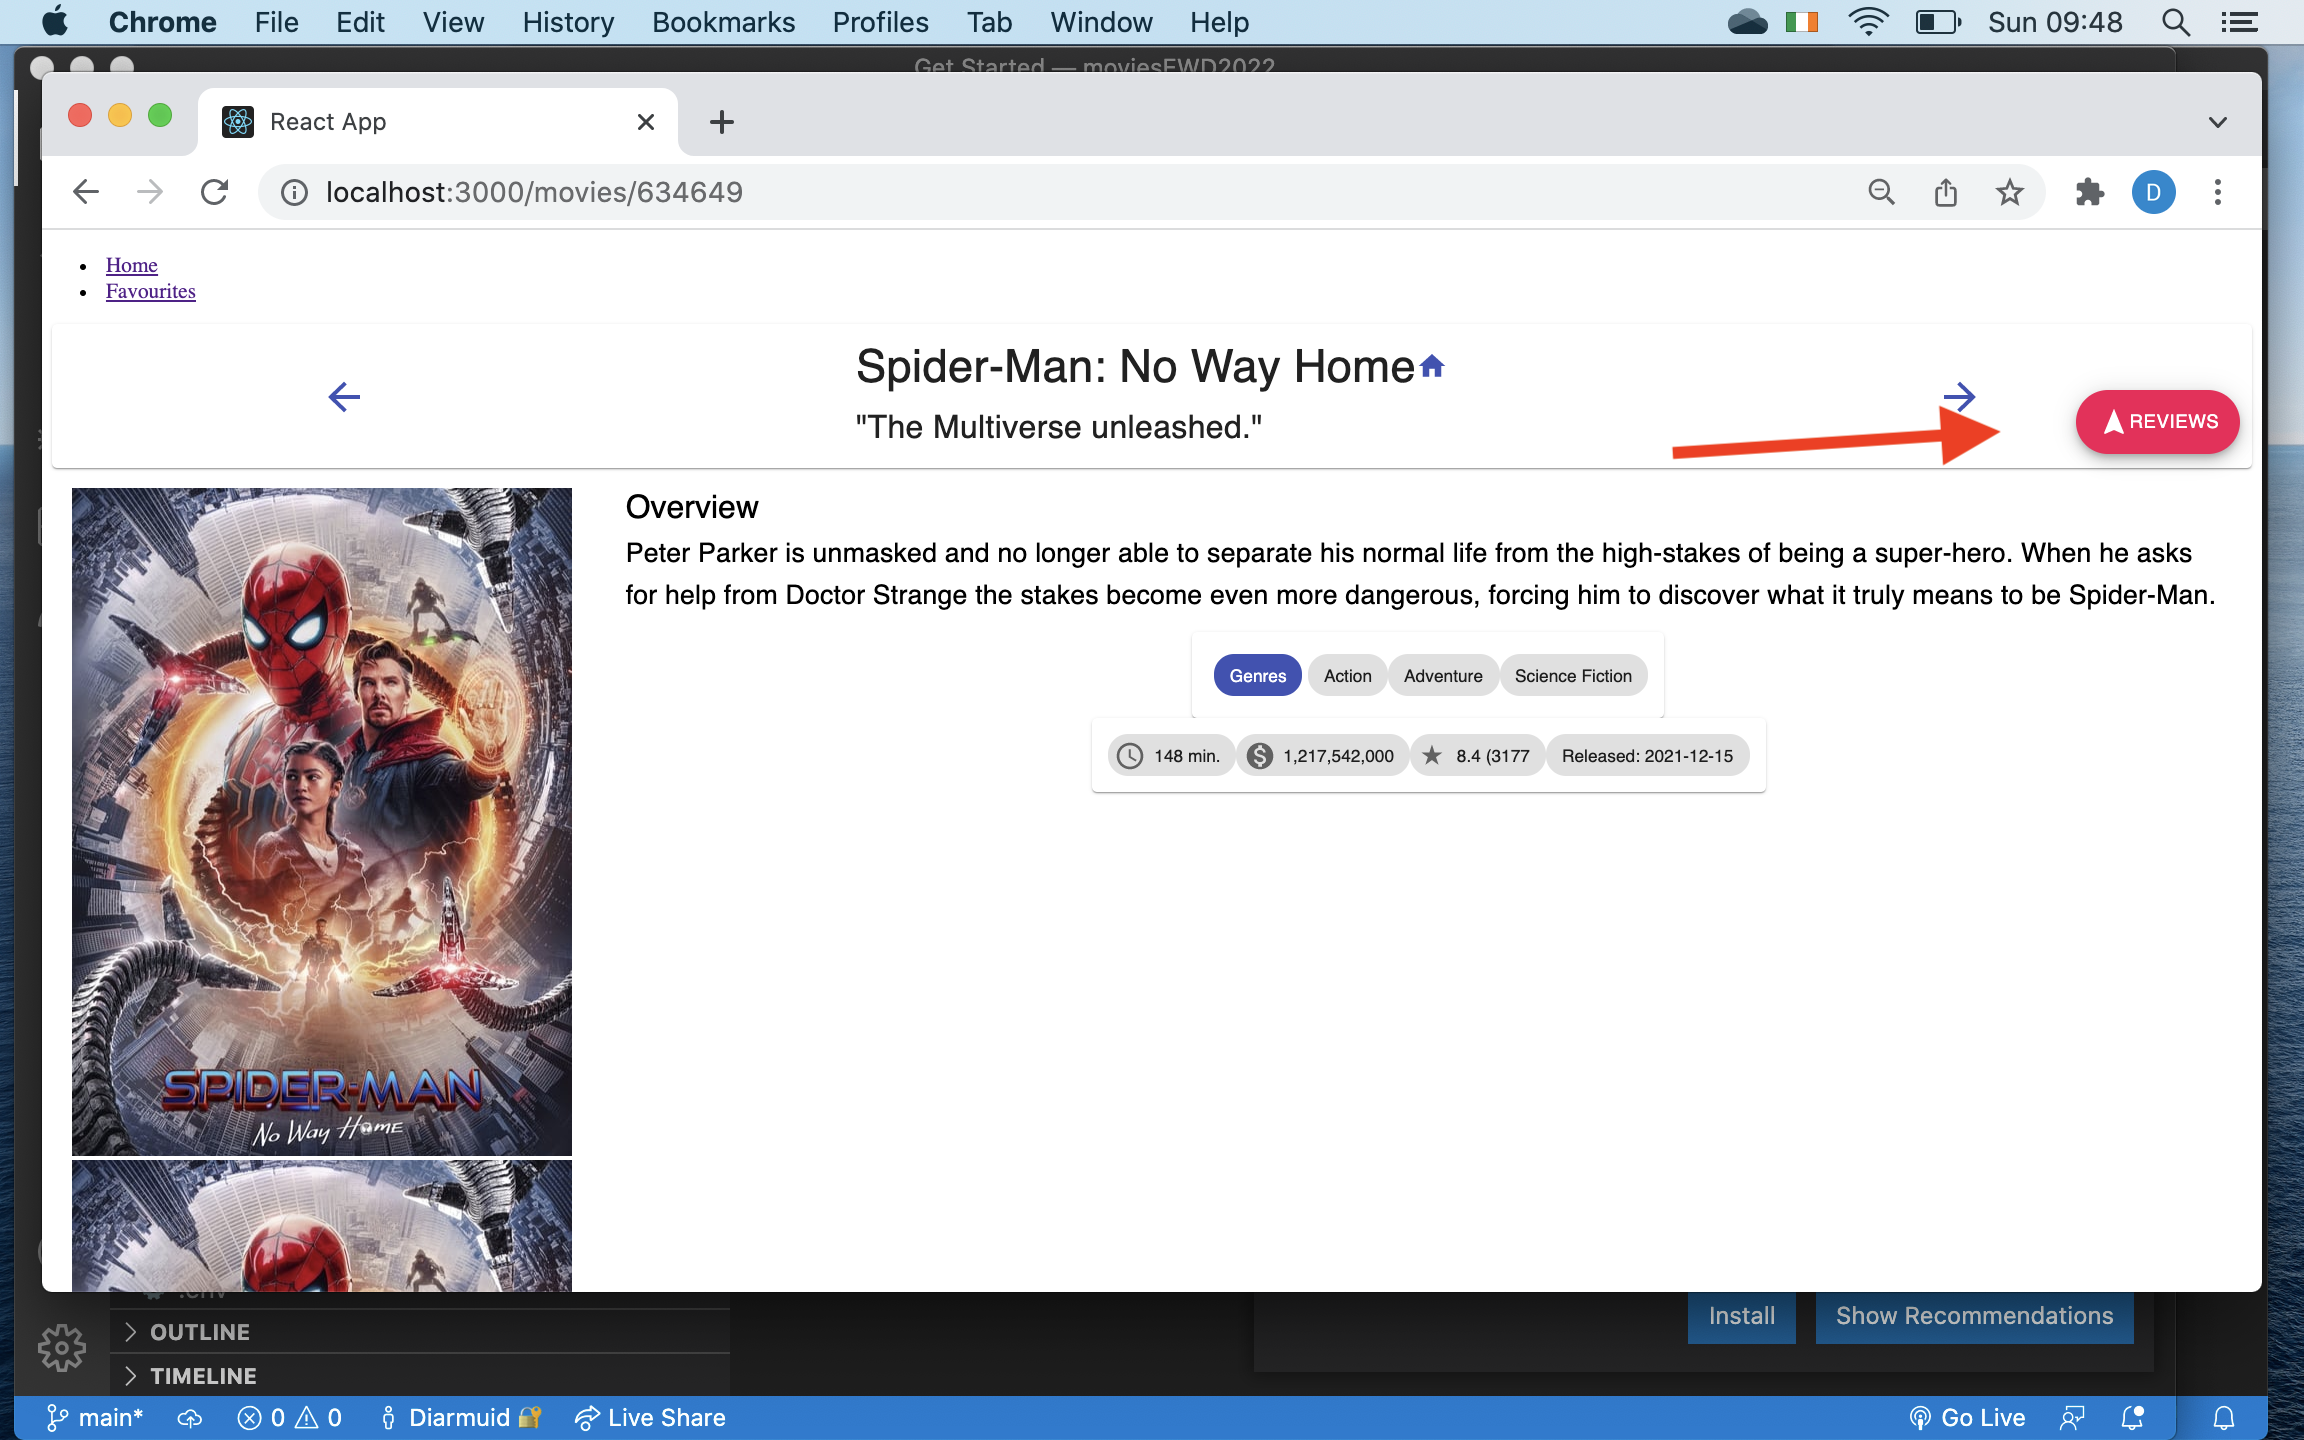 Chrome File Edit View History Bookmarks Profiles Tab Window Help Sun 09:48
Get Started — moviesEWD2022
React App
localhost:3000/movies/634649
D
Home
Favourites
Spider-Man: No Way Home
"The Multiverse unleashed."
REVIEWS
Overview
Peter Parker is unmasked and no longer able to separate his normal life from the high-stakes of being a super-hero. When he asks
for help from Doctor Strange the stakes become even more dangerous, forcing him to discover what it truly means to be Spider-Man.
Genres Action Adventure Science Fiction
148 min. 1,217,542,000 8.4 (3177 Released: 2021-12-15
SPIDER-MAN
No Way Home
.env
Install Show Recommendations
OUTLINE
TIMELINE
main* 0 0 Diarmuid Live Share Go Live